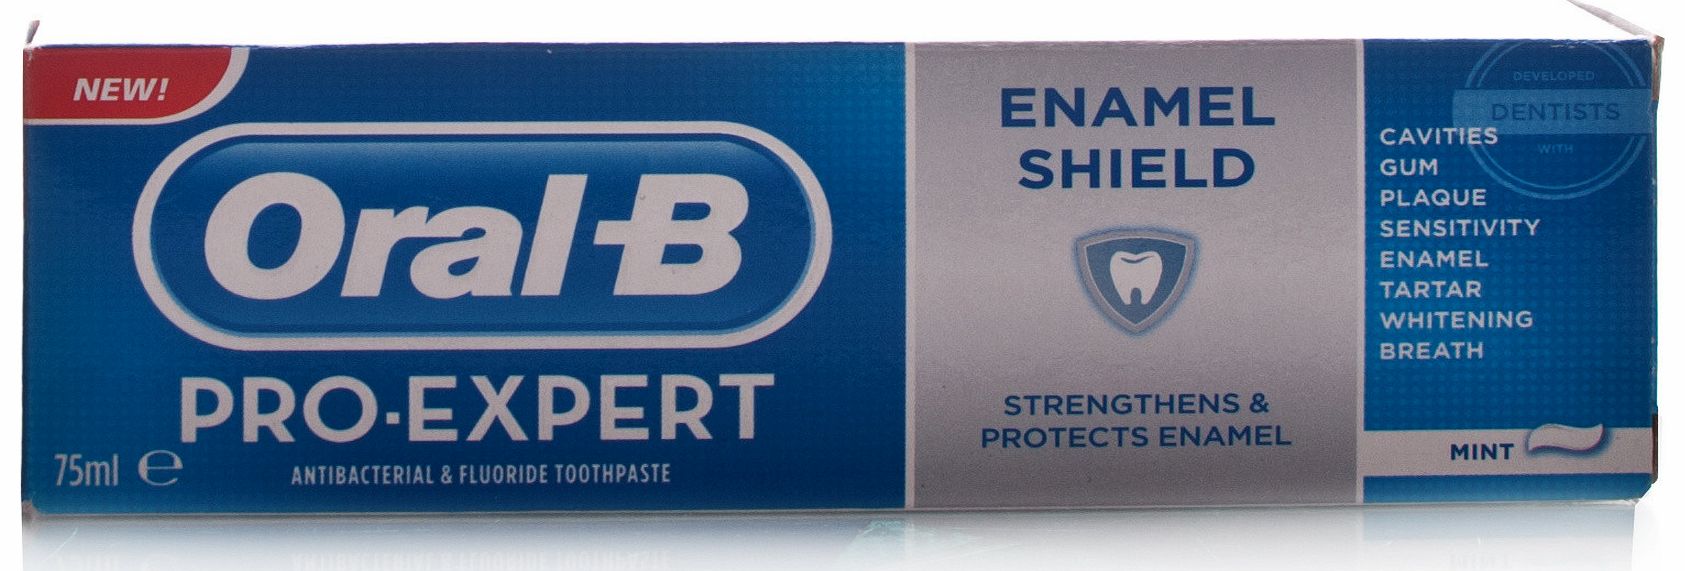 NEW!
Oral-B
PRO-EXPERT
75ml e
ANTIBACTERIAL & FLUORIDE TOOTHPASTE
ENAMEL
SHIELD
STRENGTHENS &
PROTECTS ENAMEL
DEVELOPED
DENTISTS
WITH
CAVITIES
GUM
PLAQUE
SENSITIVITY
ENAMEL
TARTAR
WHITENING
BREATH
MINT